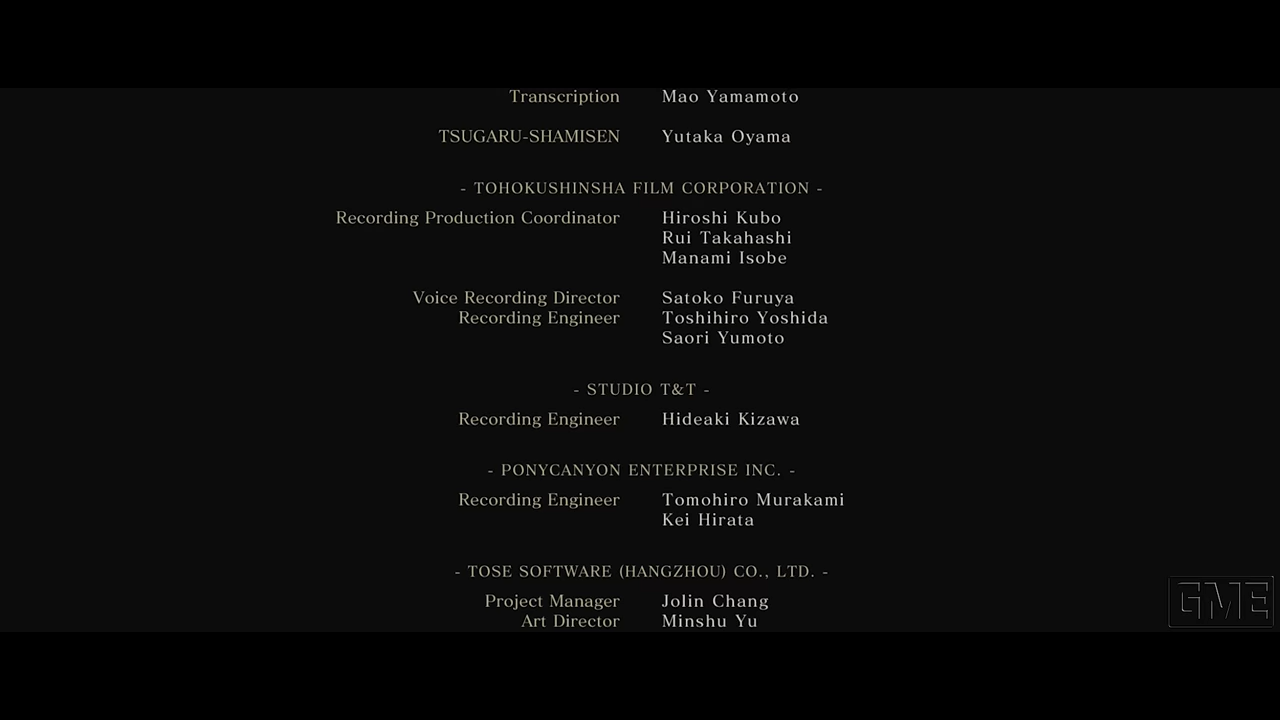 Transcription Mao Yamamoto
TSUGARU-SHAMISEN Yutaka Oyama
- TOHOKUSHINSHA FILM CORPORATION -
Recording Production Coordinator Hiroshi Kubo
Rui Takahashi
Manami Isobe
Voice Recording Director Satoko Furuya
Recording Engineer Toshihiro Yoshida
Saori Yumoto
- STUDIO T&T -
Recording Engineer Hideaki Kizawa
- PONYCANYON ENTERPRISE INC. -
Recording Engineer Tomohiro Murakami
Kei Hirata
- TOSE SOFTWARE (HANGZHOU) CO., LTD. -
Project Manager Jolin Chang
Art Director Minshu Yu
GME